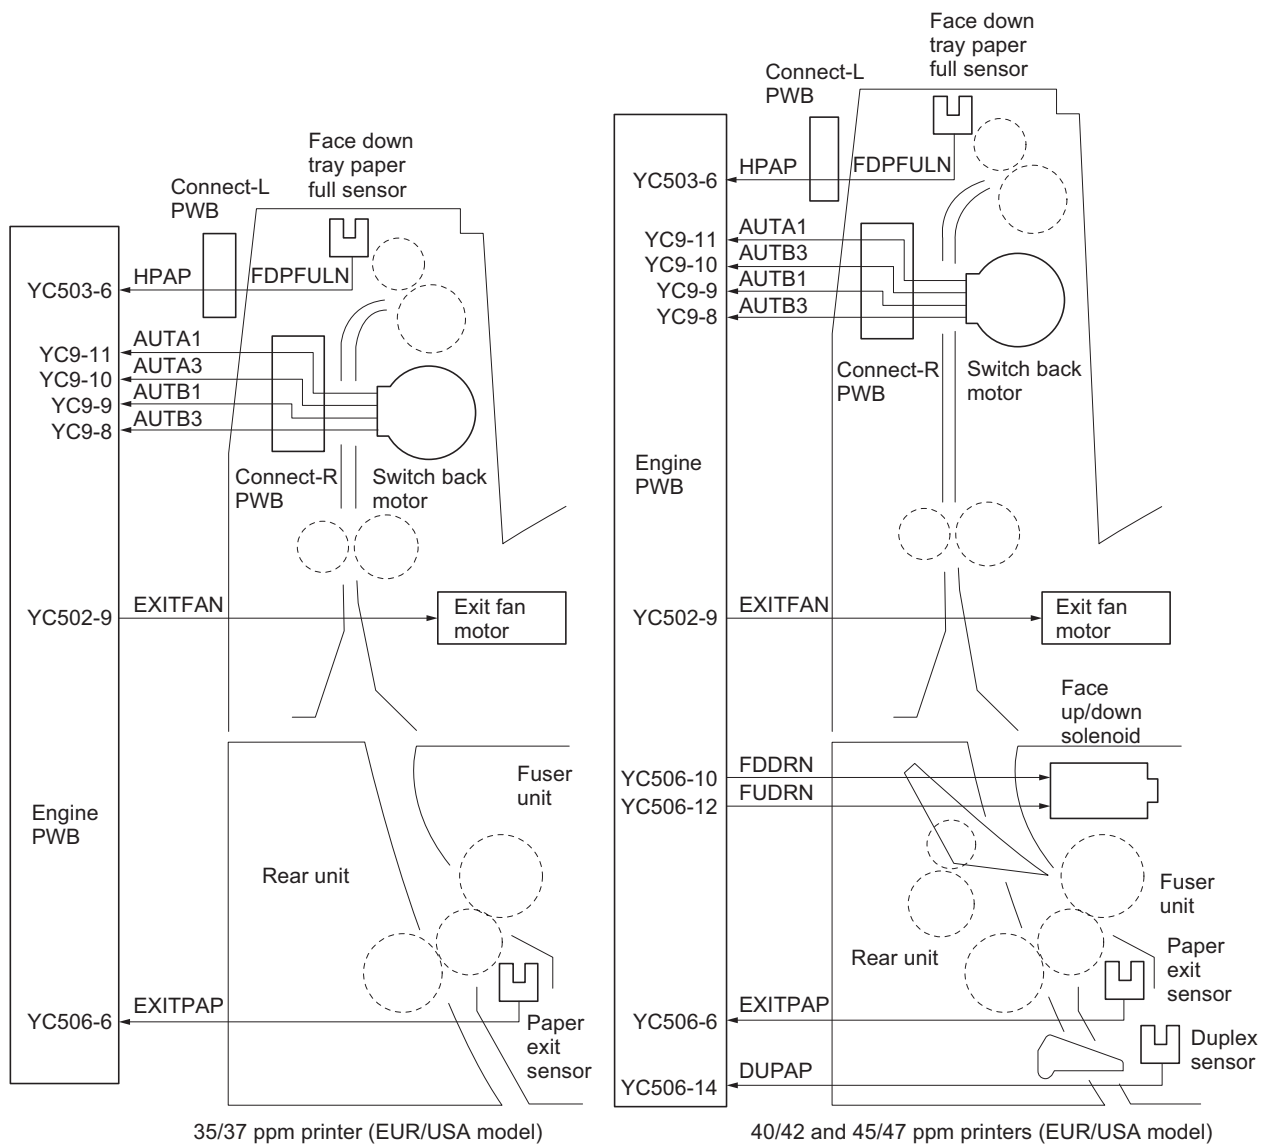 Face down
tray paper
full sensor
Connect-L
PWB
HPAP
FDPFULN
YC503-6
AUTA1
YC9-11
AUTA3
YC9-10
AUTB1
YC9-9
AUTB3
YC9-8
Connect-R
PWB
Switch back
motor
EXITFAN
YC502-9
Exit fan
motor
Fuser
unit
Engine
PWB
Rear unit
EXITPAP
YC506-6
Paper
exit
sensor
35/37 ppm printer (EUR/USA model)
Face down
tray paper
full sensor
Connect-L
PWB
HPAP
FDPFULN
YC503-6
AUTA1
YC9-11
AUTB3
YC9-10
AUTB1
YC9-9
AUTB3
YC9-8
Connect-R
PWB
Switch back
motor
Engine
PWB
EXITFAN
YC502-9
Exit fan
motor
Face
up/down
solenoid
FDDRN
YC506-10
FUDRN
YC506-12
Fuser
unit
Rear unit
Paper
exit
sensor
EXITPAP
YC506-6
Duplex
sensor
DUPAP
YC506-14
40/42 and 45/47 ppm printers (EUR/USA model)